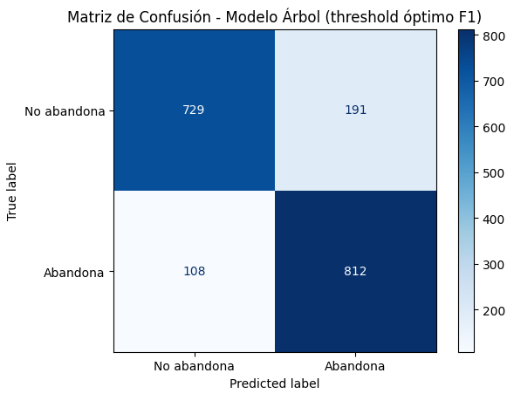 Matriz de Confusión - Modelo Árbol (threshold óptimo F1)
No abandona
Abandona
True label
729
191
108
812
No abandona
Abandona
Predicted label
800
700
600
500
400
300
200